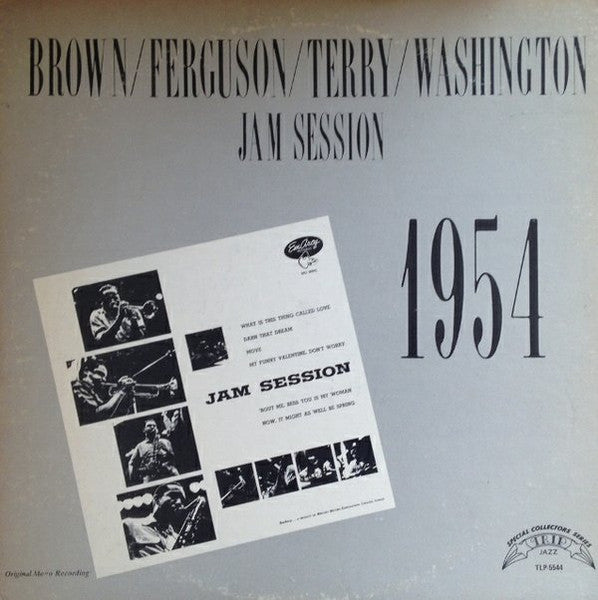 BROWN/FERGUSON/TERRY/WASHINGTON
JAM SESSION
1954
EmArcy
WHAT IS THIS THING CALLED LOVE
DARN THAT DREAM
MOVE
MY FUNNY VALENTINE, DON'T WORRY
JAM SESSION
'BOUT ME, BESS YOU IS MY WOMAN
NOW, IT MIGHT AS WELL BE SPRING
SPECIAL COLLECTORS SERIES
TRIP
JAZZ
TLP-5544
Original Mono Recording